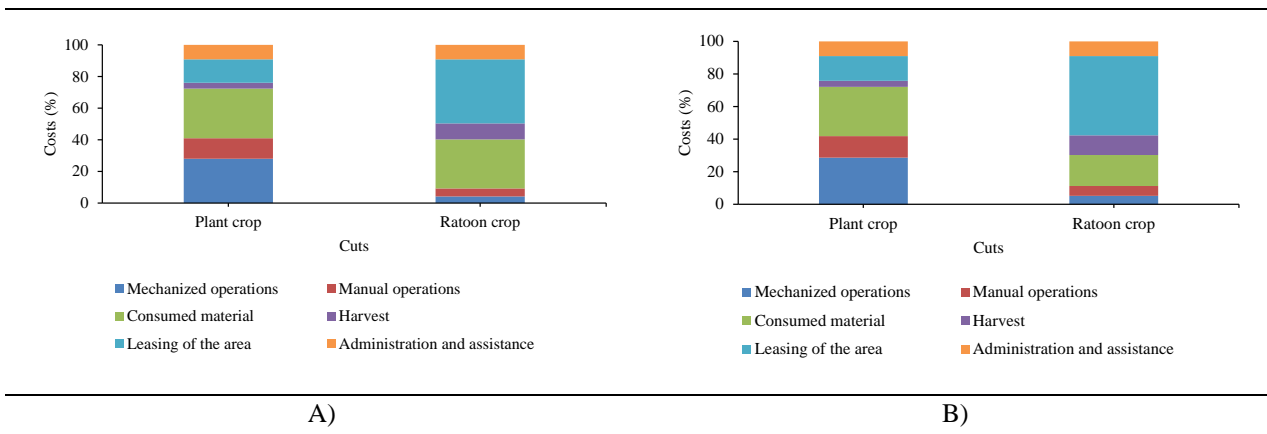 100
80
60
40
20
0
Costs (%)
Plant crop Ratoon crop
Cuts
Mechanized operations Manual operations
Consumed material Harvest
Leasing of the area Administration and assistance
A)
100
80
60
40
20
0
Costs (%)
Plant crop Ratoon crop
Cuts
Mechanized operations Manual operations
Consumed material Harvest
Leasing of the area Administration and assistance
B)